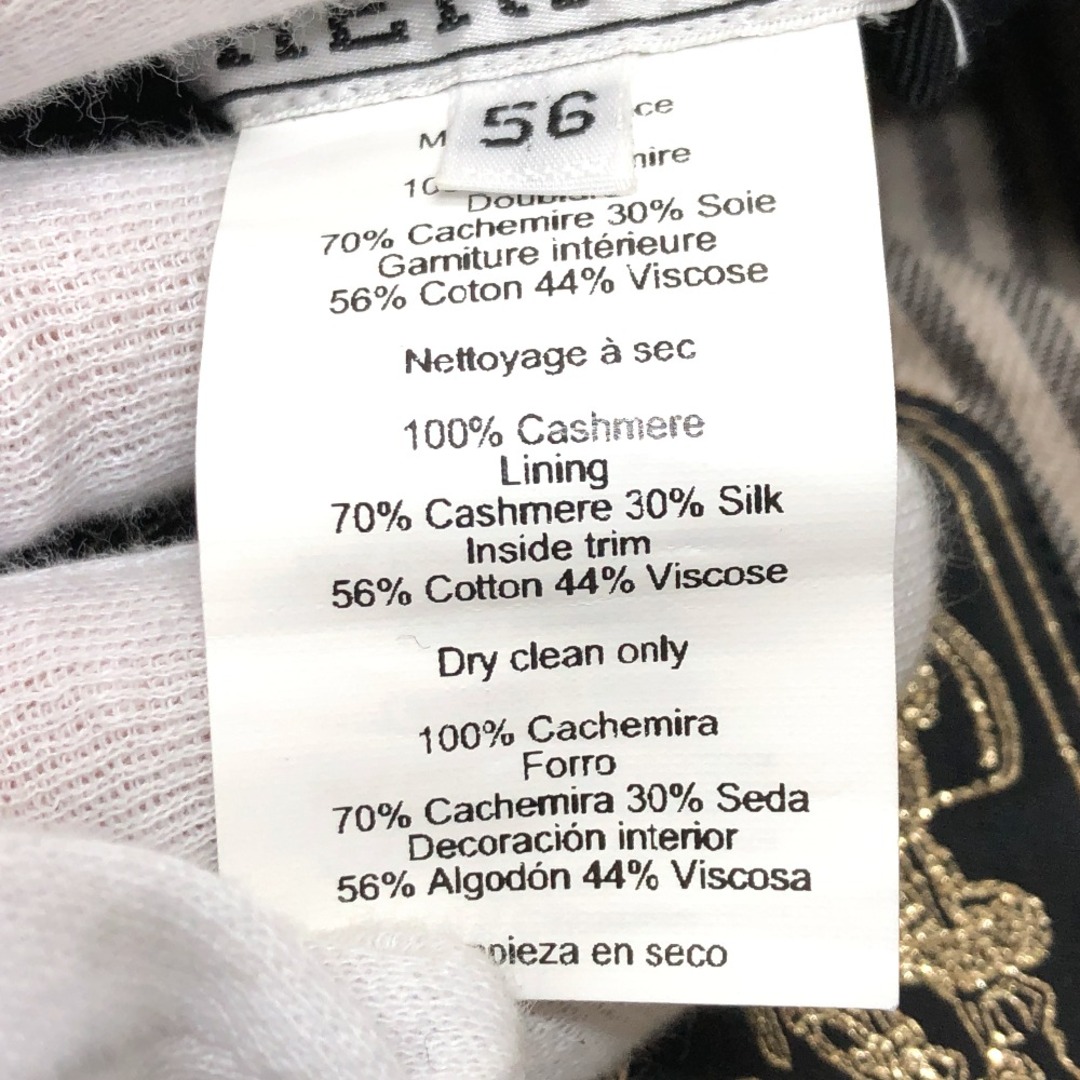 56
70% Cachemire 30% Soie
Garniture intérieure
56% Coton 44% Viscose
Nettoyage à sec
100% Cashmere
Lining
70% Cashmere 30% Silk
Inside trim
56% Cotton 44% Viscose
Dry clean only
100% Cachemira
Forro
70% Cachemira 30% Seda
Decoración interior
56% Algodón 44% Viscosa
en seco